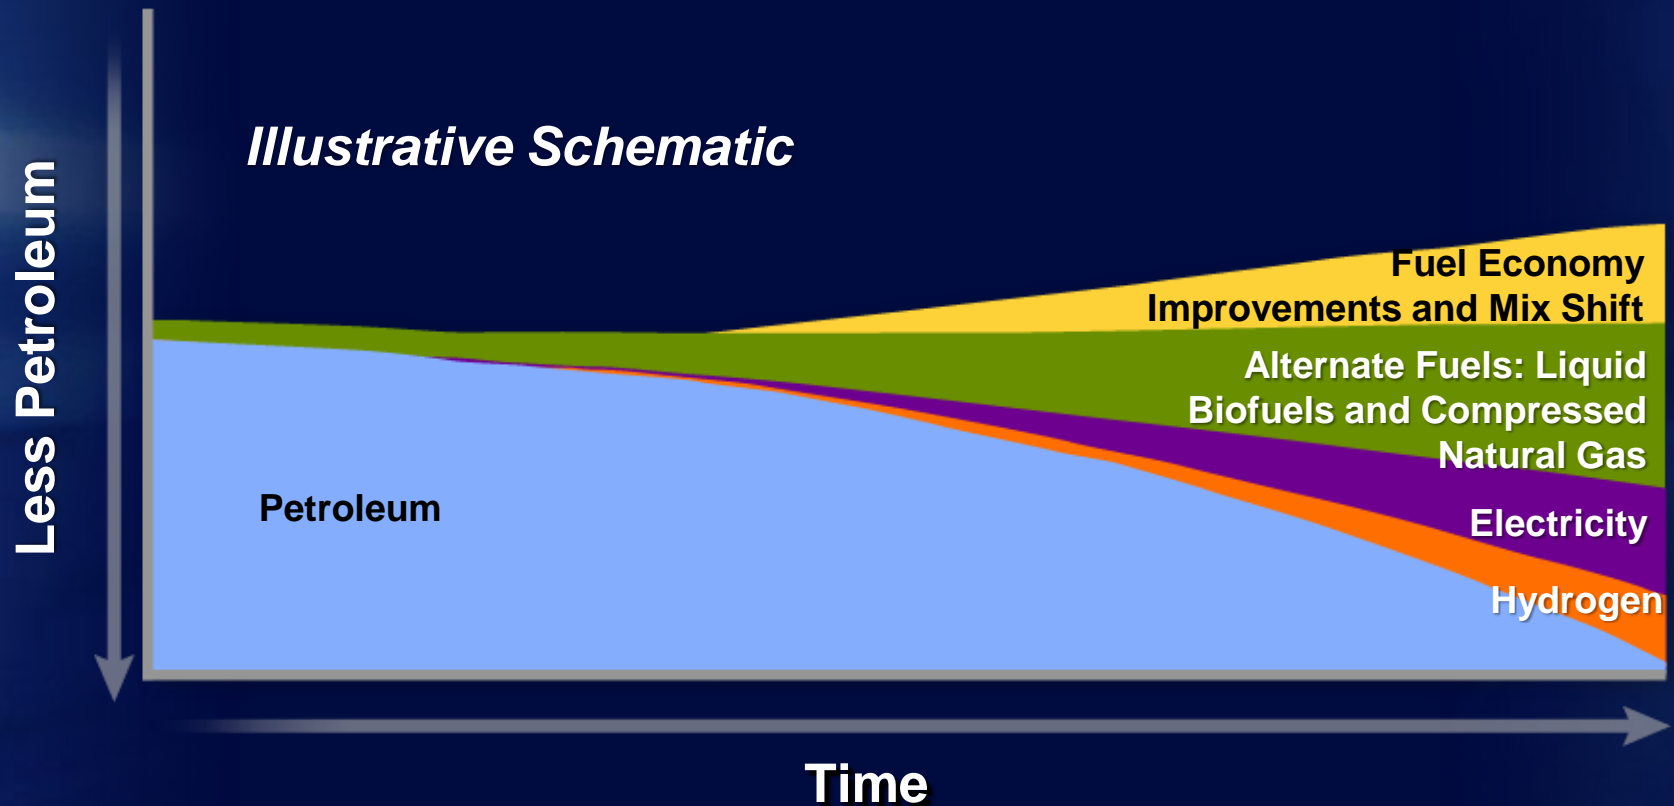 Illustrative Schematic
Less Petroleum
Fuel Economy
Improvements and Mix Shift
Alternate Fuels: Liquid
Biofuels and Compressed
Natural Gas
Petroleum
Electricity
Hydrogen
Time